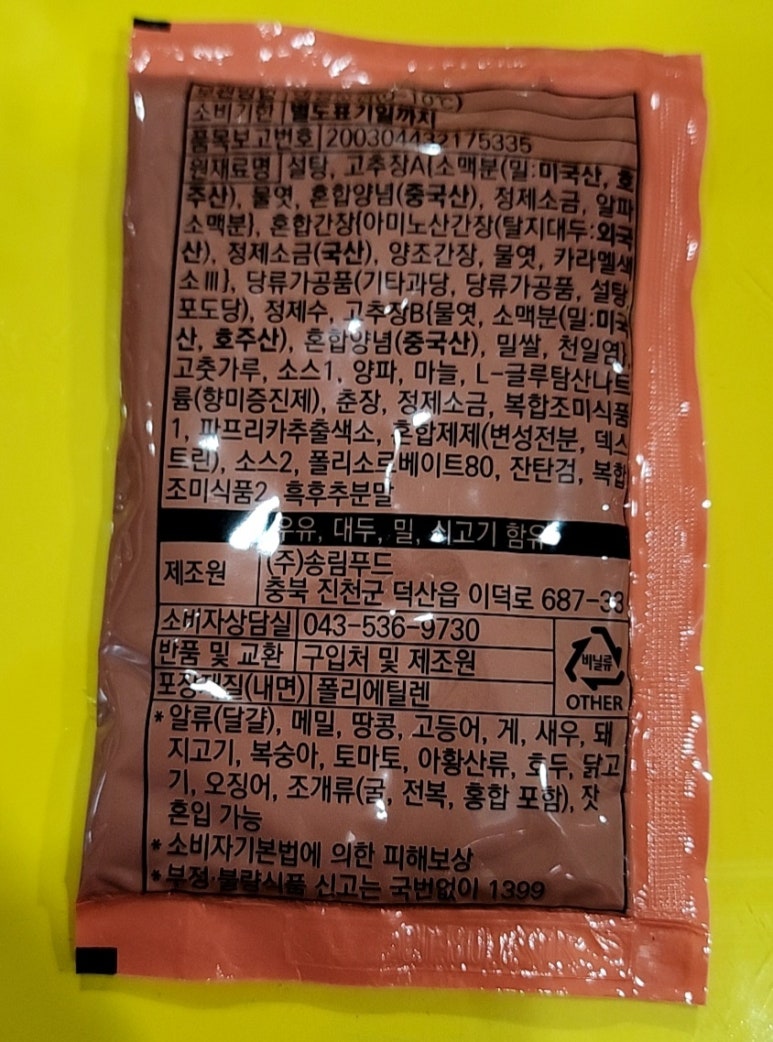 소비기한 별도표기일까지
품목보고번호 200304432175335
원재료명 설탕, 고추장A{소맥분(밀:미국산, 호
주산), 물엿, 혼합양념(중국산), 정제소금, 알파
소맥분}, 혼합간장{아미노산간장(탈지대두:외국
산), 정제소금(국산), 양조간장, 물엿, 카라멜색
소Ⅲ}, 당류가공품(기타과당, 당류가공품, 설탕,
포도당), 정제수, 고추장B{물엿, 소맥분(밀:미국
산, 호주산), 혼합양념(중국산), 밀쌀, 천일염},
고춧가루, 소스1, 양파, 마늘, L-글루탐산나트
륨(향미증진제), 춘장, 정제소금, 복합조미식품
1, 파프리카추출색소, 혼합제제(변성전분, 덱스
트린), 소스2, 폴리소르베이트80, 잔탄검, 복합
조미식품2, 흑후추분말
우유, 대두, 밀, 쇠고기 함유
제조원 (주)송림푸드
충북 진천군 덕산읍 이덕로 687-33
소비자상담실 043-536-9730
반품 및 교환 구입처 및 제조원
포장재질(내면) 폴리에틸렌
비닐류
OTHER
* 알류(달걀), 메밀, 땅콩, 고등어, 게, 새우, 돼
지고기, 복숭아, 토마토, 아황산류, 호두, 닭고
기, 오징어, 조개류(굴, 전복, 홍합 포함), 잣
혼입 가능
* 소비자기본법에 의한 피해보상
* 부정·불량식품 신고는 국번없이 1399